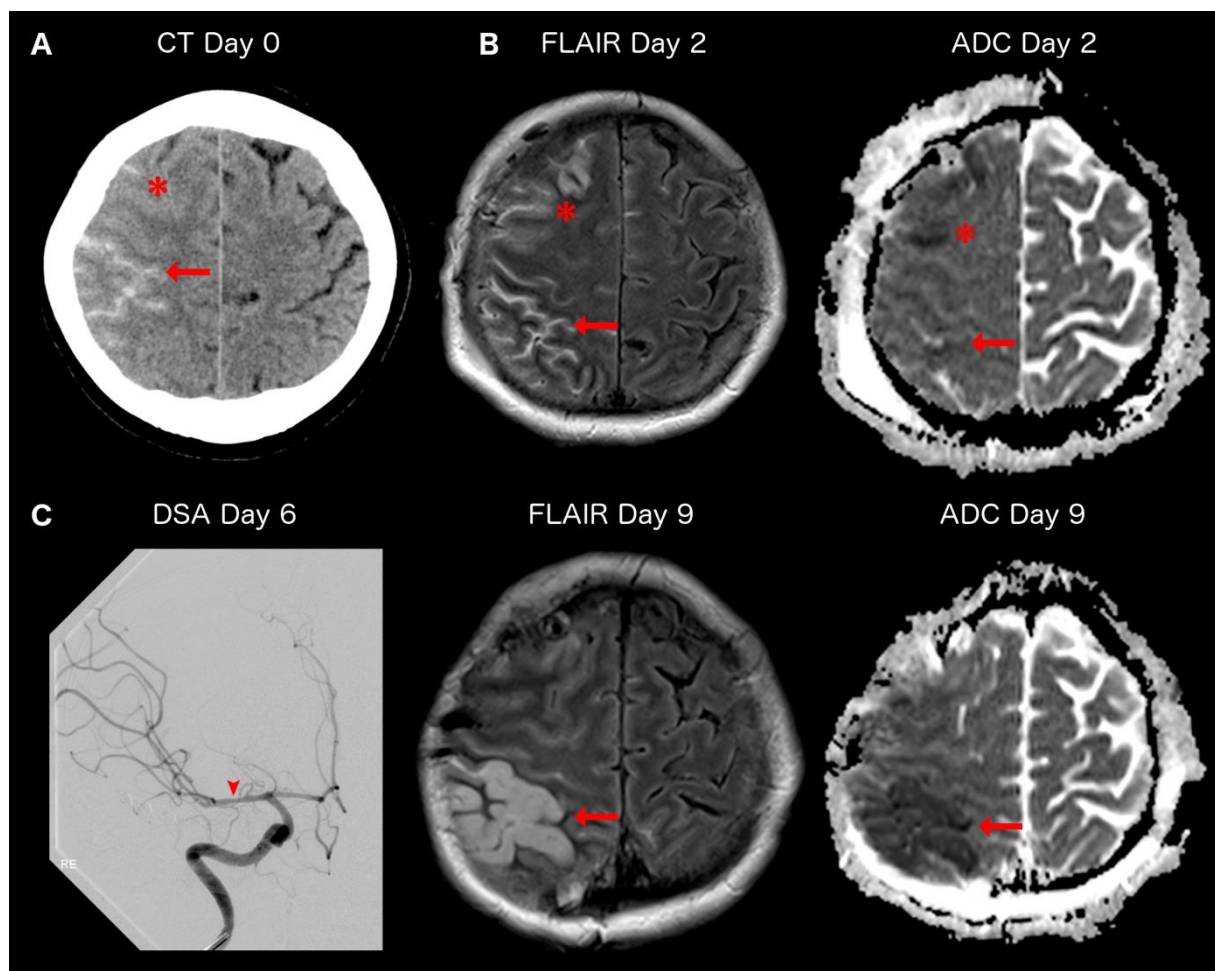 A CT Day 0
B FLAIR Day 2
ADC Day 2
*
*
*
C DSA Day 6
FLAIR Day 9
ADC Day 9
RE